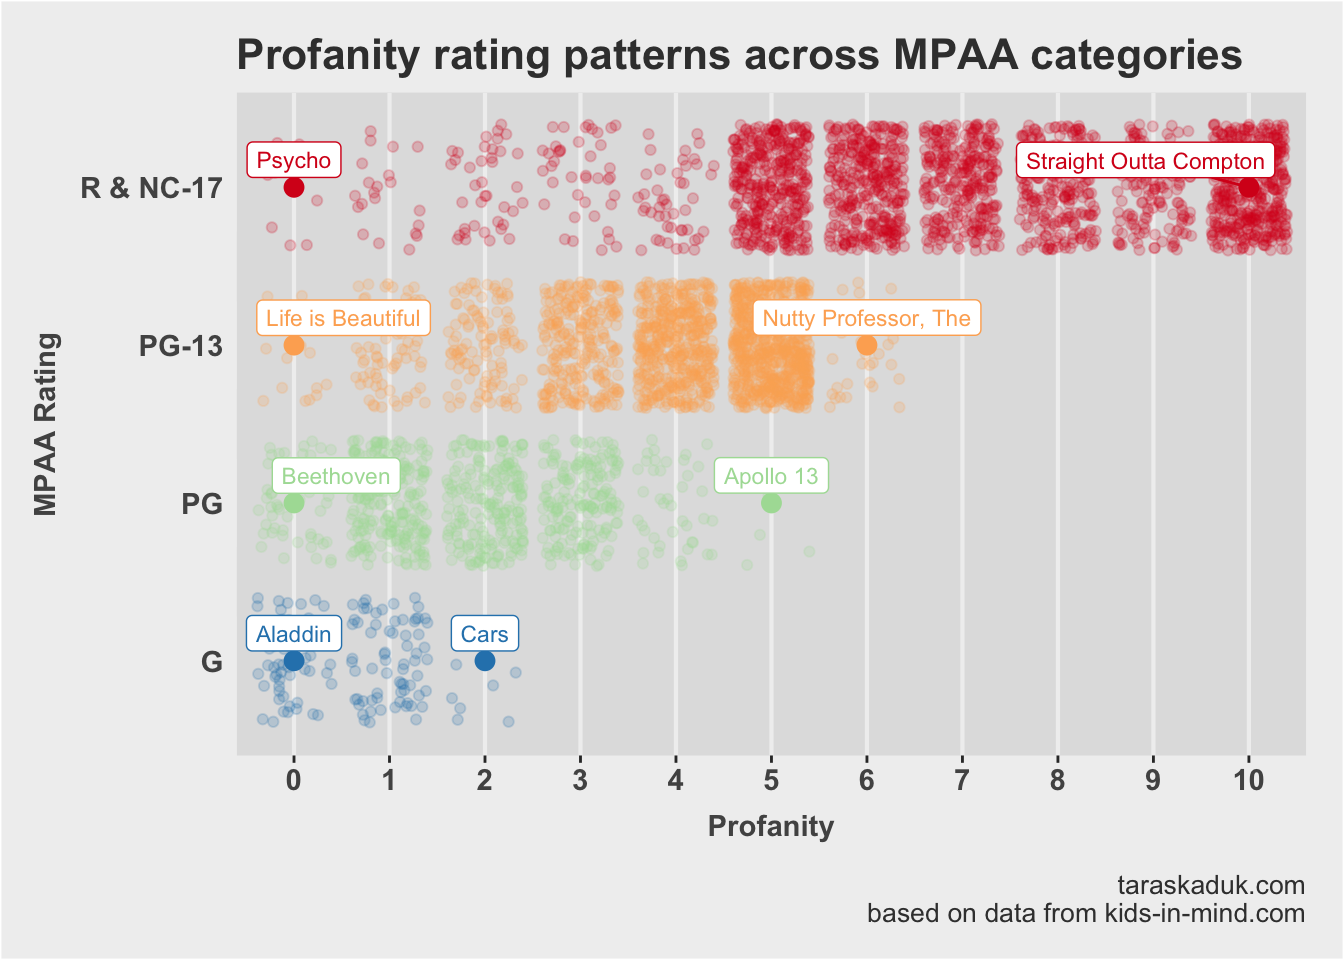 Profanity rating patterns across MPAA categories
R & NC-17
Psycho
Straight Outta Compton
PG-13
Life is Beautiful
Nutty Professor, The
MPAA Rating
PG
Beethoven
Apollo 13
G
Aladdin
Cars
0 1 2 3 4 5 6 7 8 9 10
Profanity
taraskaduk.com
based on data from kids-in-mind.com